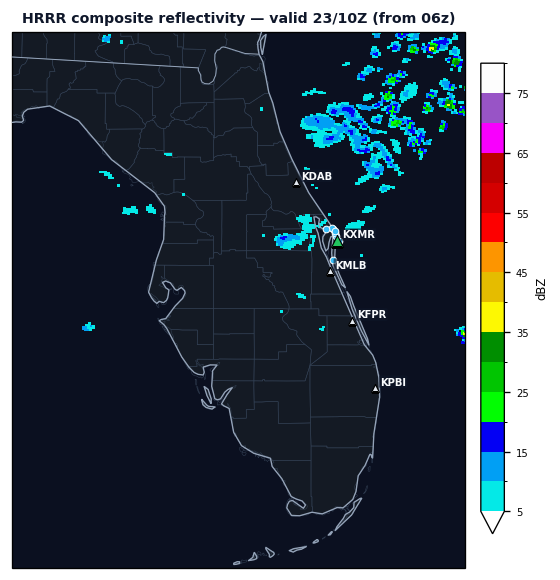 HRRR composite reflectivity — valid 23/10Z (from 06z)
KDAB
KXMR
KMLB
KFPR
KPBI
75
65
55
45
35
25
15
5
dBZ